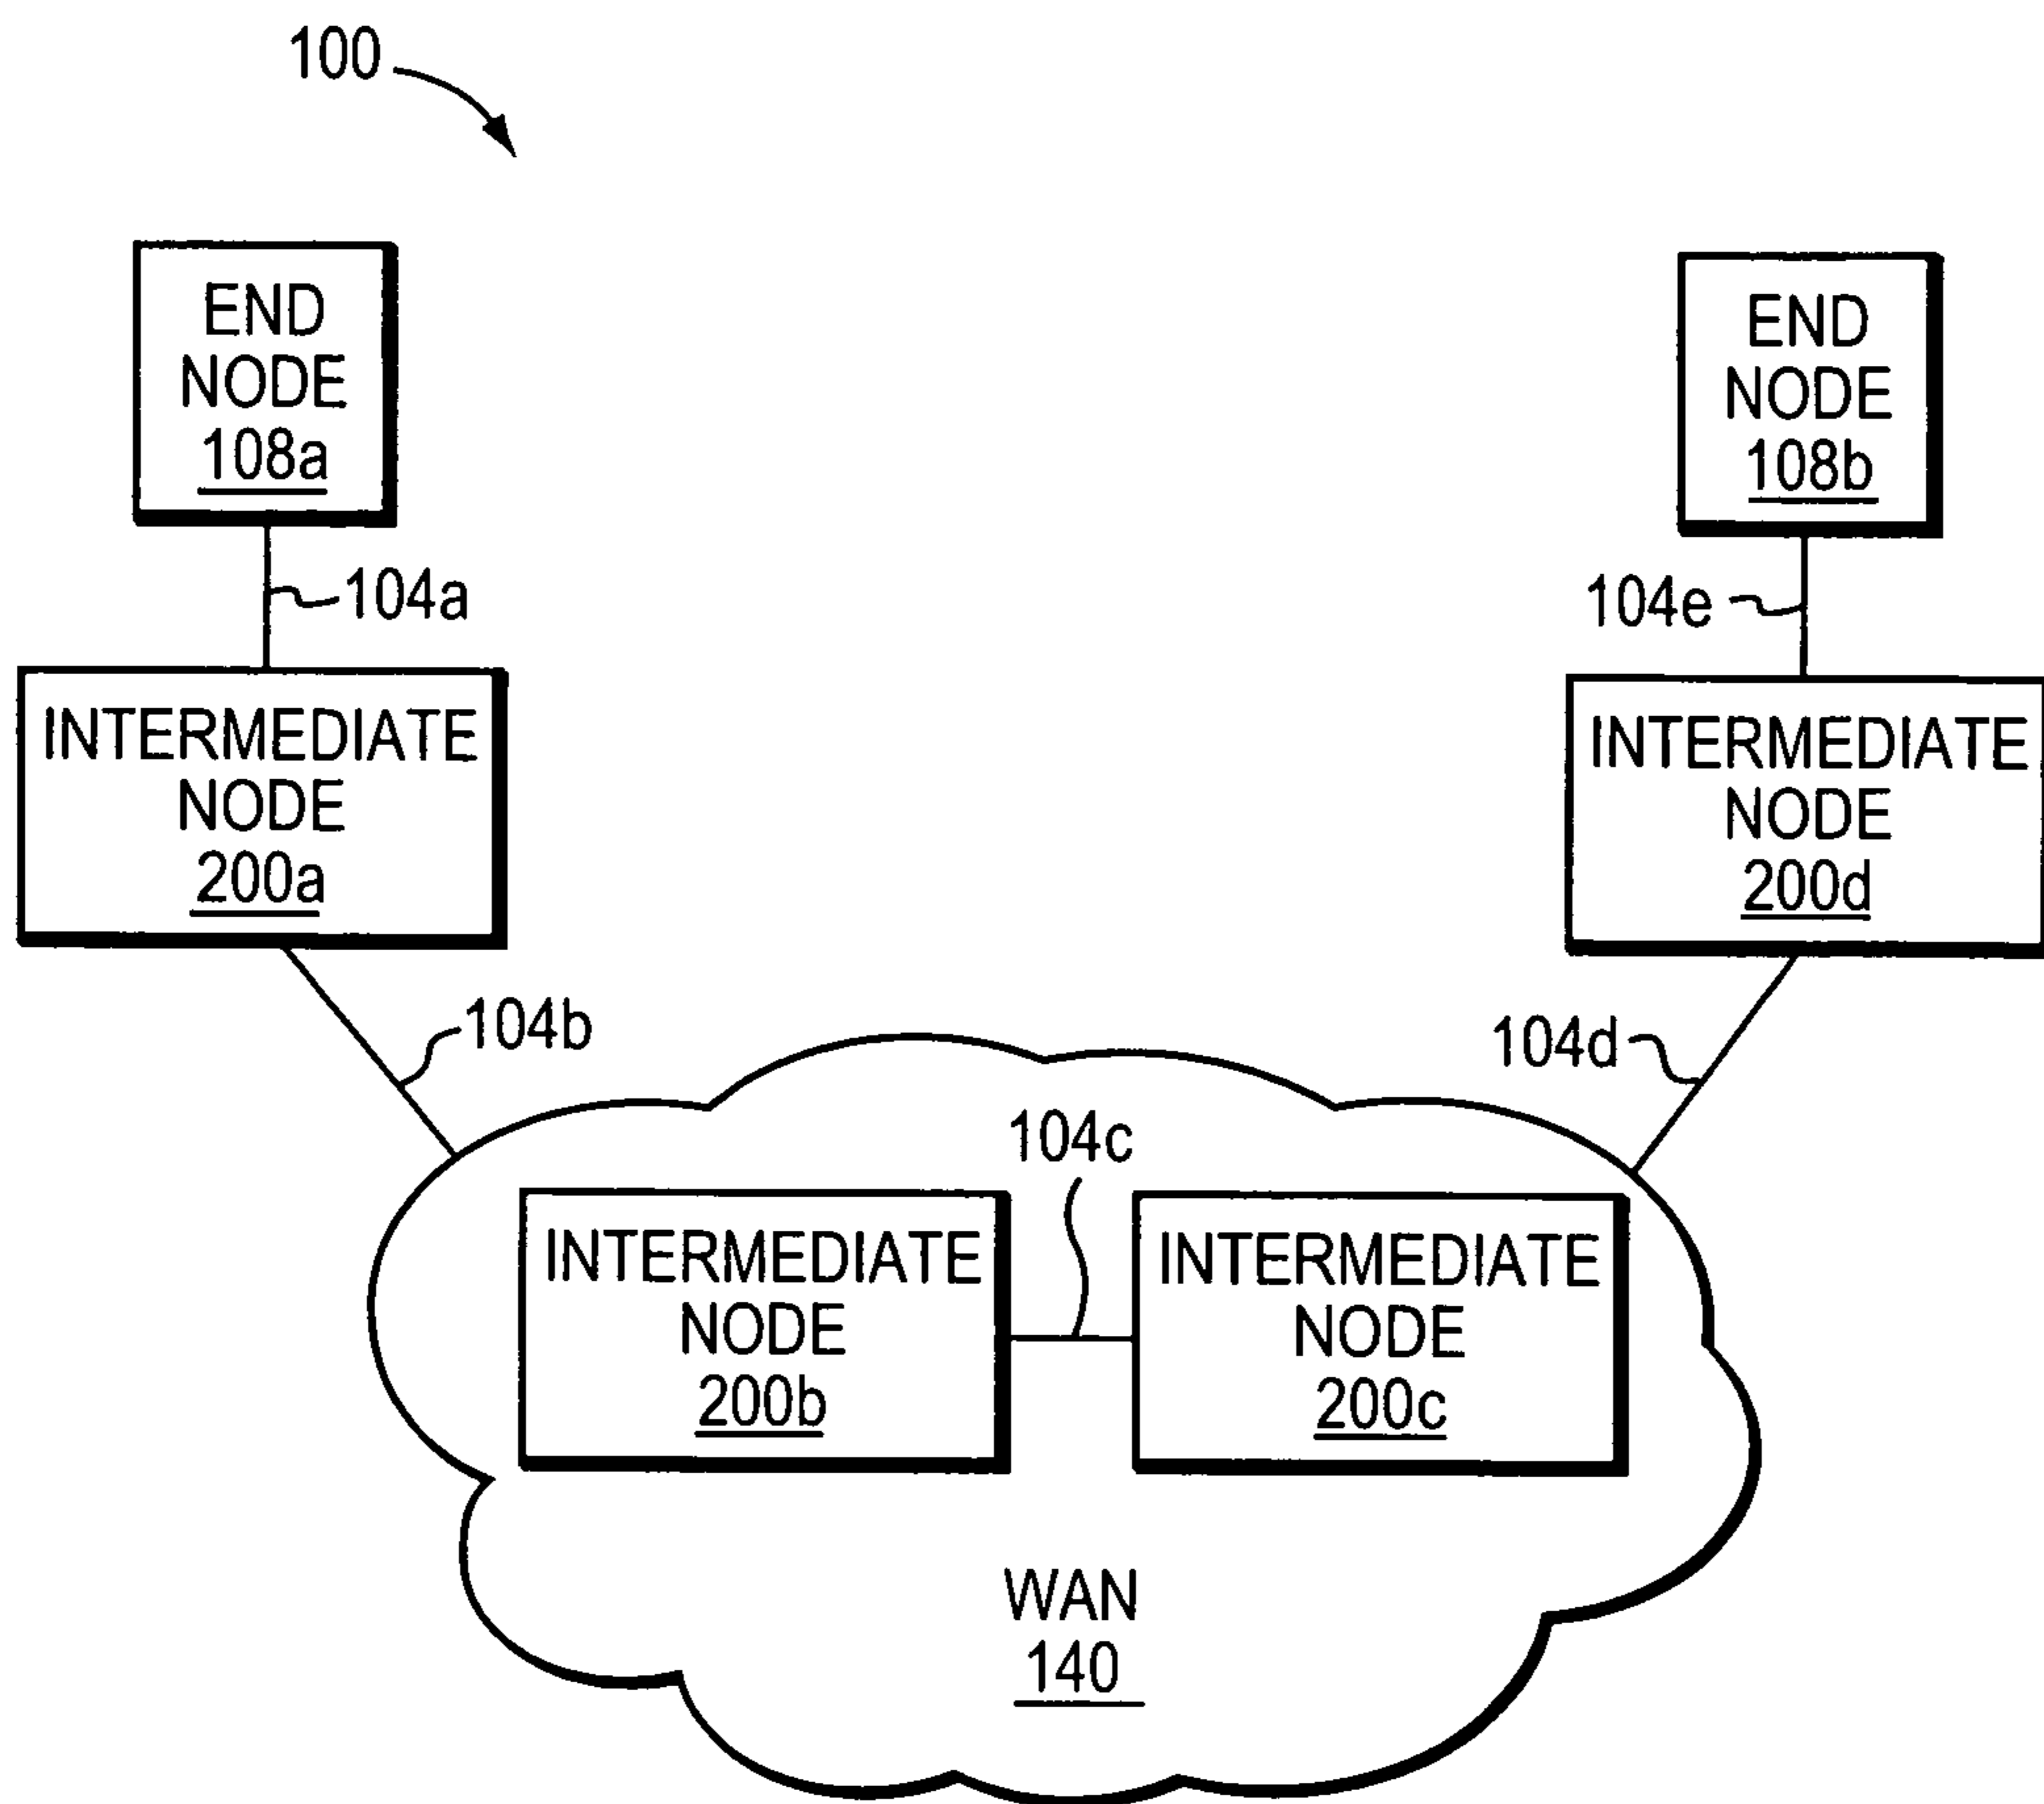 100
END
NODE
108a
END
NODE
108b
104a
104e
INTERMEDIATE
NODE
200a
INTERMEDIATE
NODE
200d
104b
104d
104c
INTERMEDIATE
NODE
200b
INTERMEDIATE
NODE
200c
WAN
140